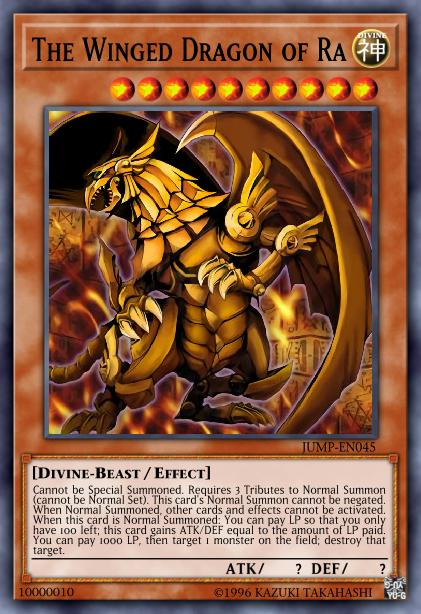 THE WINGED DRAGON OF RA
DIVINE
神
JUMP-EN045
[DIVINE-BEAST / EFFECT]
Cannot be Special Summoned. Requires 3 Tributes to Normal Summon
(cannot be Normal Set). This card's Normal Summon cannot be negated.
When Normal Summoned, other cards and effects cannot be activated.
When this card is Normal Summoned: You can pay LP so that you only
have 100 left; this card gains ATK/DEF equal to the amount of LP paid.
You can pay 1000 LP, then target 1 monster on the field; destroy that
target.
ATK/ ? DEF/ ?
10000010
©1996 KAZUKI TAKAHASHI